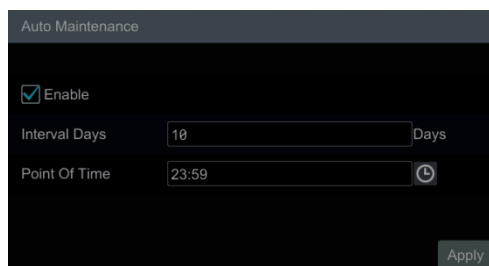 Auto Maintenance
Enable
Interval Days 10 Days
Point Of Time 23:59
Apply